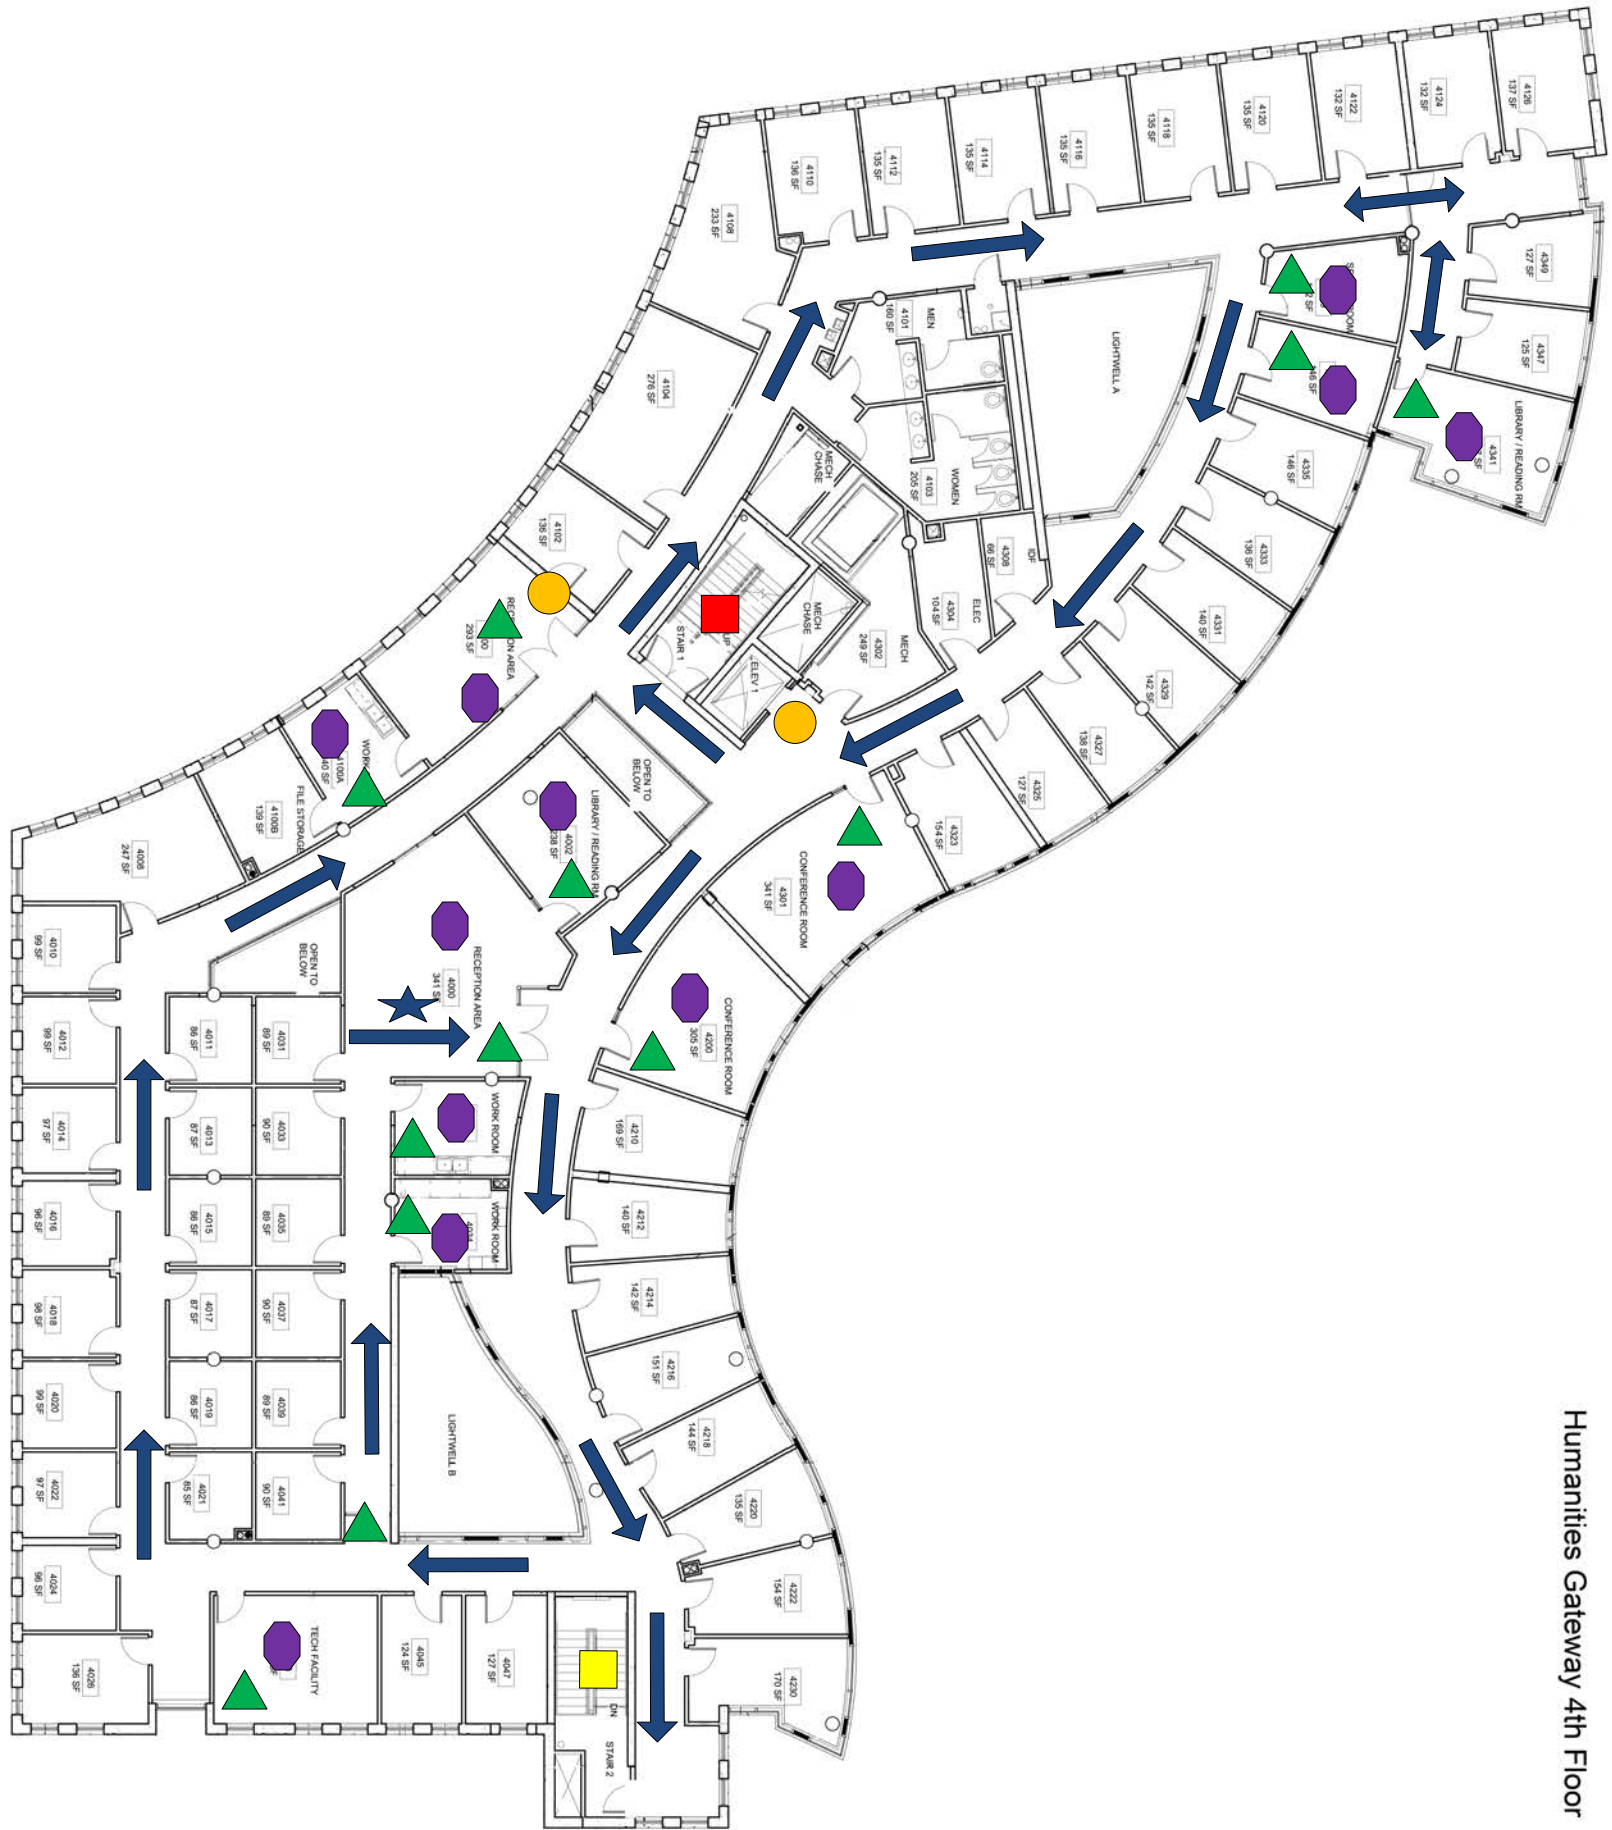 Humanities Gateway 4th Floor
4126
137 SF
4124
132 SF
4122
132 SF
4120
135 SF
4118
135 SF
4116
135 SF
4114
135 SF
4112
135 SF
4110
136 SF
4108
233 SF
4104
276 SF
4102
136 SF
293 SF
4100A
FILE STORAGE
4100B
139 SF
4008
247 SF
4349
127 SF
4347
125 SF
LIBRARY / READING RM
4341
SF
4335
146 SF
4333
136 SF
4331
140 SF
4329
142 SF
4327
138 SF
4325
127 SF
4323
154 SF
LIGHTWELL A
MEN
4101
160 SF
WOMEN
4103
205 SF
IDF
4308
66 SF
ELEC
4304
104 SF
MECH
4302
249 SF
MECH
CHASE
MECH
CHASE
STAIR 1
UP
ELEV 1
OPEN TO
BELOW
LIBRARY / READING RM
4002
238 SF
CONFERENCE ROOM
4301
341 SF
CONFERENCE ROOM
4200
305 SF
RECEPTION AREA
4000
341 SF
OPEN TO
BELOW
WORK ROOM
WORK ROOM
4210
169 SF
4212
140 SF
4214
142 SF
4216
151 SF
4218
144 SF
4220
135 SF
4222
154 SF
4230
170 SF
LIGHTWELL B
4010
99 SF
4012
99 SF
4014
97 SF
4016
96 SF
4018
98 SF
4020
99 SF
4022
97 SF
4024
96 SF
4026
136 SF
4011
86 SF
4013
87 SF
4015
86 SF
4017
87 SF
4019
86 SF
4021
85 SF
4031
89 SF
4033
90 SF
4035
89 SF
4037
90 SF
4039
89 SF
4041
90 SF
TECH FACILITY
4045
124 SF
4047
127 SF
DN
STAIR 2